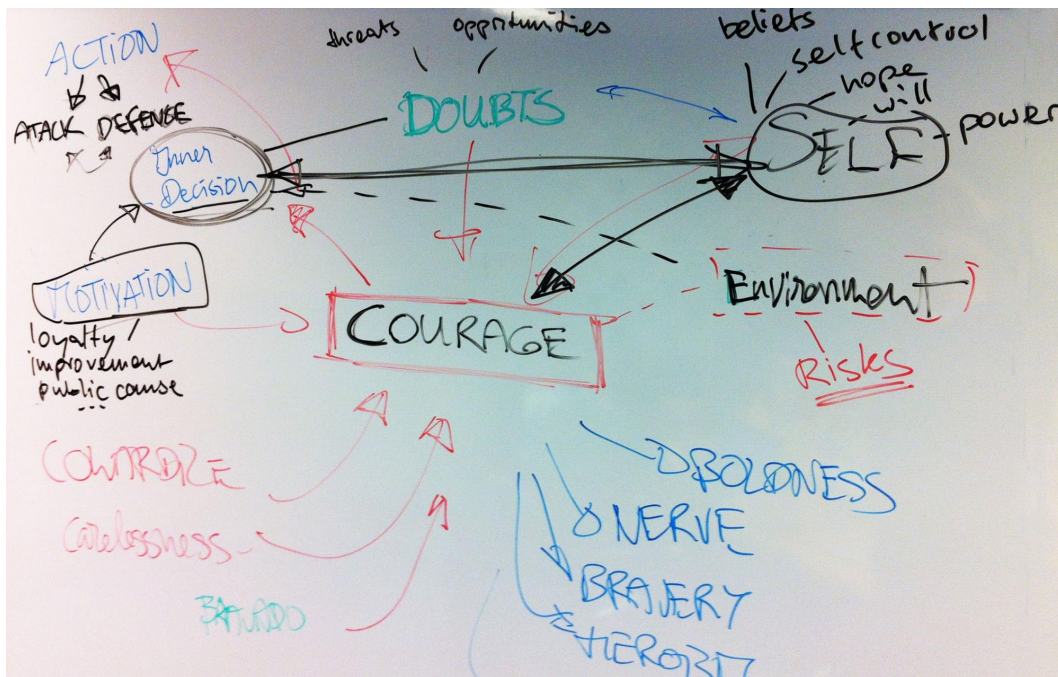 ACTION
threats opportunities
beliefs
selfcontrol
hope
will
power
SELF
DOUBTS
ATACK DEFENSE
Inner
Decision
MOTIVATION
loyalty
improvement
public cause
...
COURAGE
Environment
Risks
COWARDIZE
carelessness
BOLDNESS
NERVE
BRAVERY